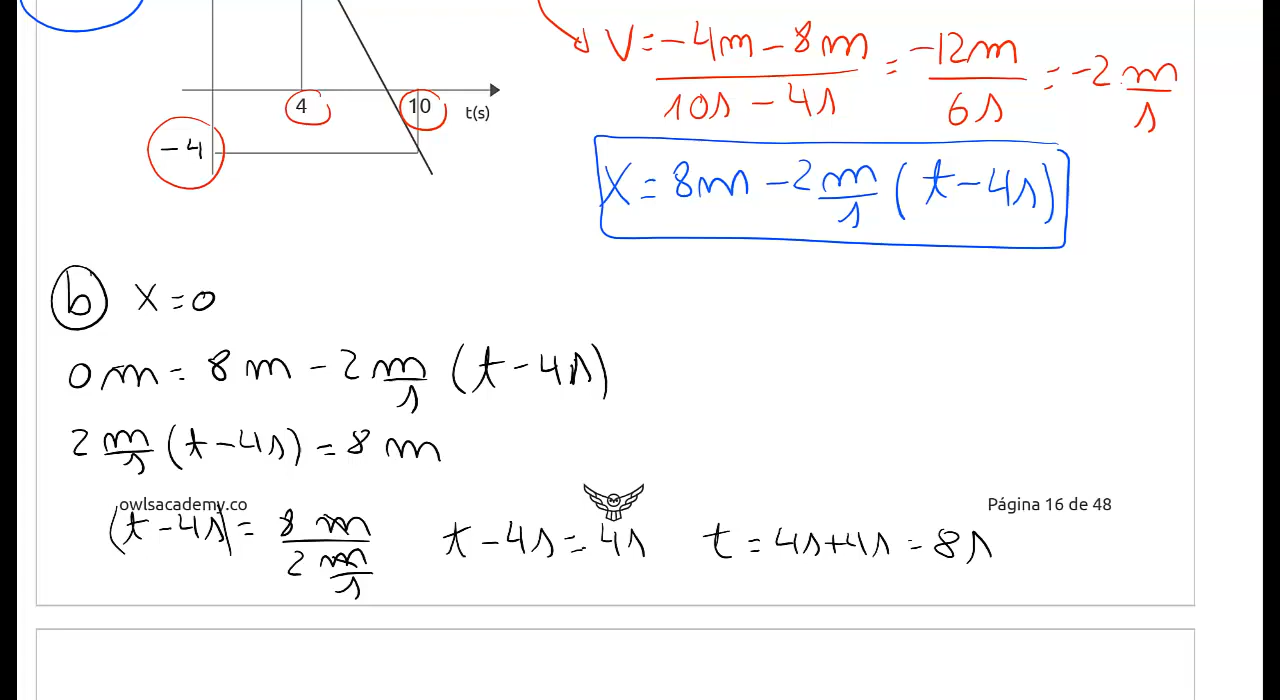 V = -4m - 8m / 10s - 4s = -12m / 6s = -2 m/s
4
10
t(s)
-4
X = 8m - 2 m/s (t - 4s)
b X = 0
0m = 8m - 2 m/s (t - 4s)
2 m/s (t - 4s) = 8m
owlsacademy.co
Página 16 de 48
(t - 4s) = 8m / 2 m/s t - 4s = 4s t = 4s + 4s = 8s